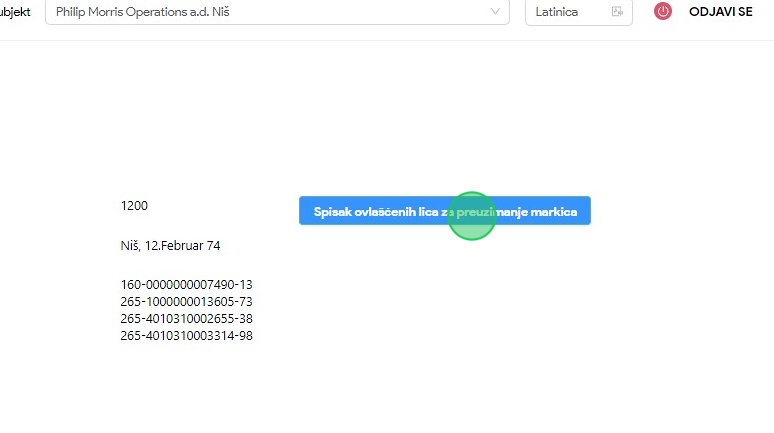 ubjekt Philip Morris Operations a.d. Niš Latinica ODJAVI SE
1200 Spisak ovlašćenih lica za preuzimanje markica
Niš, 12.Februar 74
160-0000000007490-13
265-1000000013605-73
265-4010310002655-38
265-4010310003314-98